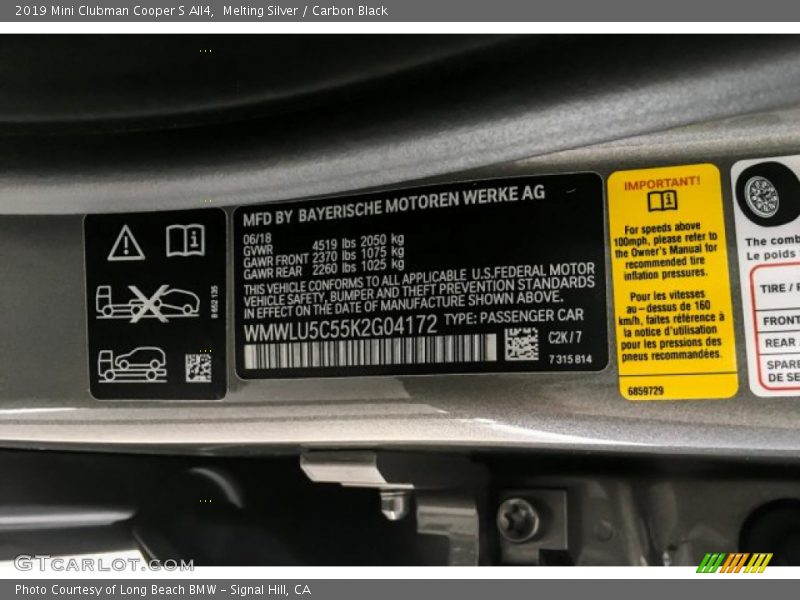 2019 Mini Clubman Cooper S All4,  Melting Silver / Carbon Black
8 652 135
MFD BY BAYERISCHE MOTOREN WERKE AG
06/18
GVWR 4519 lbs 2050 kg
GAWR FRONT 2370 lbs 1075 kg
GAWR REAR 2260 lbs 1025 kg
THIS VEHICLE CONFORMS TO ALL APPLICABLE U.S.FEDERAL MOTOR
VEHICLE SAFETY, BUMPER AND THEFT PREVENTION STANDARDS
IN EFFECT ON THE DATE OF MANUFACTURE SHOWN ABOVE.
WMWLU5C55K2G04172 TYPE: PASSENGER CAR
C2K / 7
7 315 814
IMPORTANT!
For speeds above
100mph, please refer to
the Owner's Manual for
recommended tire
inflation pressures.
Pour les vitesses
au-dessus de 160
km/h, faites référence à
la notice d'utilisation
pour les pressions des
pneus recommandées.
6859729
The comb
Le poids
TIRE / P
FRONT
REAR
SPARE
DE SE
GTCARLOT.COM
Photo Courtesy of Long Beach BMW - Signal Hill, CA